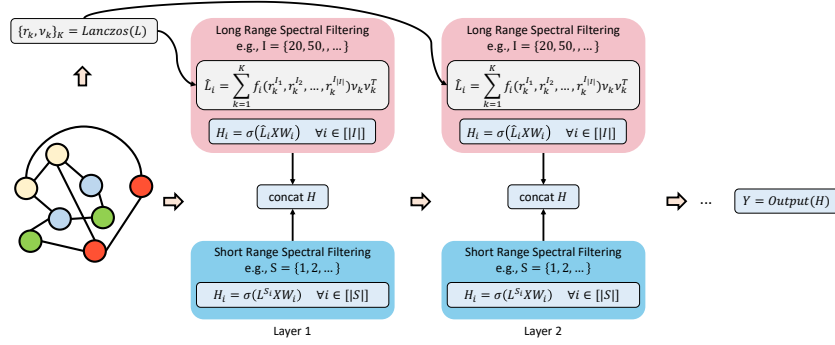 {r_k, v_k}_K = Lanczos(L)
Long Range Spectral Filtering
e.g., I = {20, 50, , … }
L̂_i = ∑_{k=1}^{K} f_i(r_k^{I_1}, r_k^{I_2}, … , r_k^{I_{|I|}}) v_k v_k^T
H_i = σ(L̂_i X W_i) ∀i ∈ [|I|]
concat H
Short Range Spectral Filtering
e.g., S = {1, 2, … }
H_i = σ(L^{S_i} X W_i) ∀i ∈ [|S|]
Layer 1
Long Range Spectral Filtering
e.g., I = {20, 50, , … }
L̂_i = ∑_{k=1}^{K} f_i(r_k^{I_1}, r_k^{I_2}, … , r_k^{I_{|I|}}) v_k v_k^T
H_i = σ(L̂_i X W_i) ∀i ∈ [|I|]
concat H
Short Range Spectral Filtering
e.g., S = {1, 2, … }
H_i = σ(L^{S_i} X W_i) ∀i ∈ [|S|]
Layer 2
…
Y = Output(H)